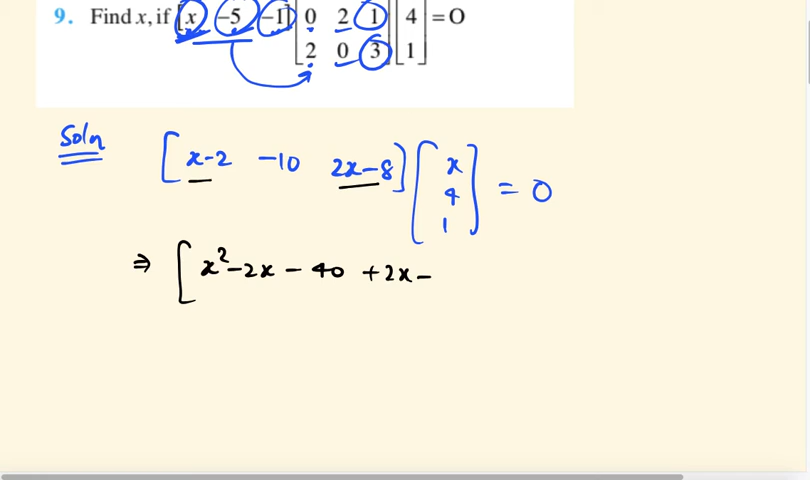 9. Find x, if [x -5 -1] [0 2 1] [4] = O
[2 0 3] [1]
Soln
[x-2 -10 2x-8] [x 4 1] = 0
⇒ [x²-2x - 40 +2x -